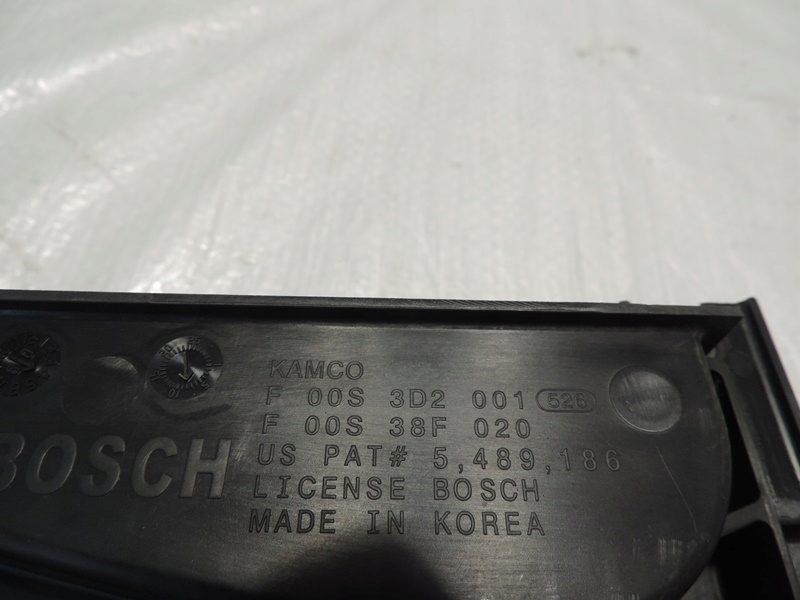 KAMCO
F 00S 3D2 001 526
F 00S 38F 020
US PAT# 5,489,186
BOSCH
LICENSE BOSCH
MADE IN KOREA